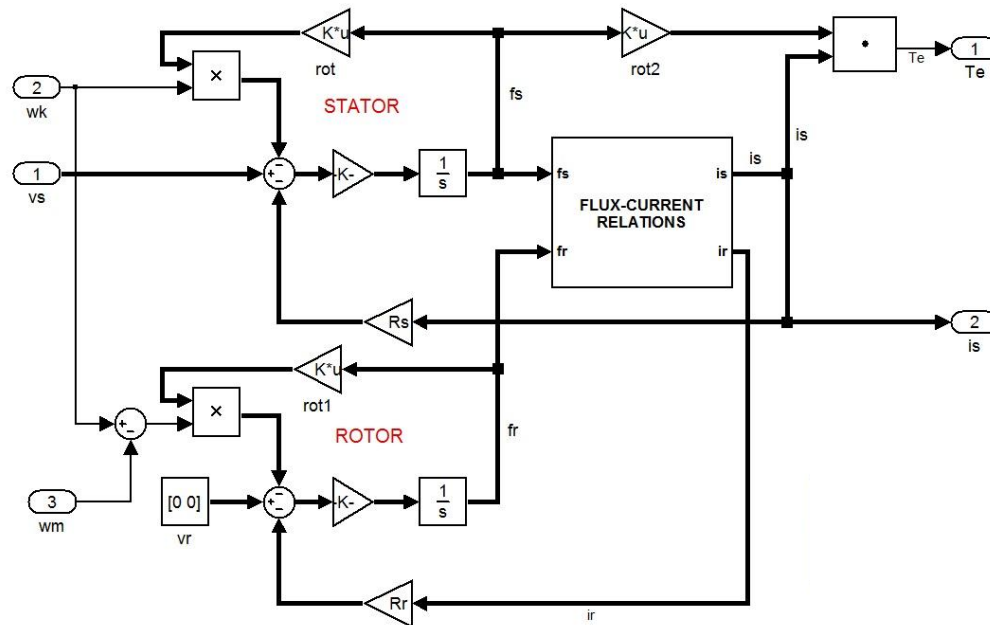 K*u
rot
K*u
rot2
•
Te
1
Te
2
wk
×
STATOR
fs
is
1
vs
+
−
−
-K-
1
s
fs
fr
FLUX-CURRENT
RELATIONS
is
ir
is
Rs
2
is
K*u
rot1
×
+
−
ROTOR
fr
3
wm
[0 0]
vr
+
−
−
-K-
1
s
Rr
ir